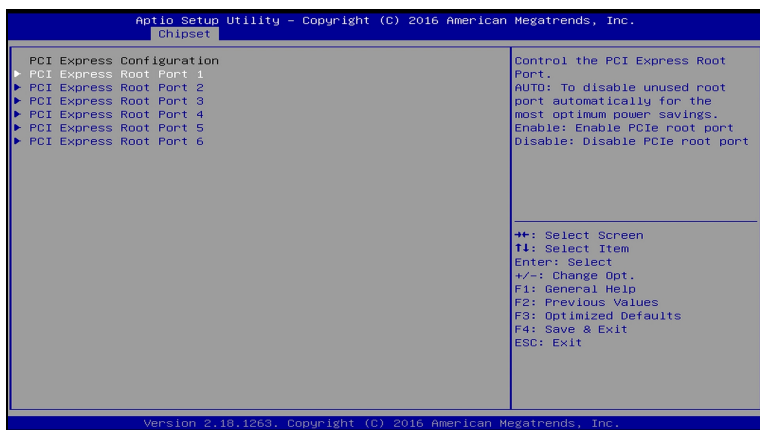 Aptio Setup Utility – Copyright (C) 2016 American Megatrends, Inc.
Chipset
PCI Express Configuration
► PCI Express Root Port 1
► PCI Express Root Port 2
► PCI Express Root Port 3
► PCI Express Root Port 4
► PCI Express Root Port 5
► PCI Express Root Port 6
Control the PCI Express Root
Port.
AUTO: To disable unused root
port automatically for the
most optimum power savings.
Enable: Enable PCIe root port
Disable: Disable PCIe root port
→←: Select Screen
↑↓: Select Item
Enter: Select
+/-: Change Opt.
F1: General Help
F2: Previous Values
F3: Optimized Defaults
F4: Save & Exit
ESC: Exit
Version 2.18.1263. Copyright (C) 2016 American Megatrends, Inc.